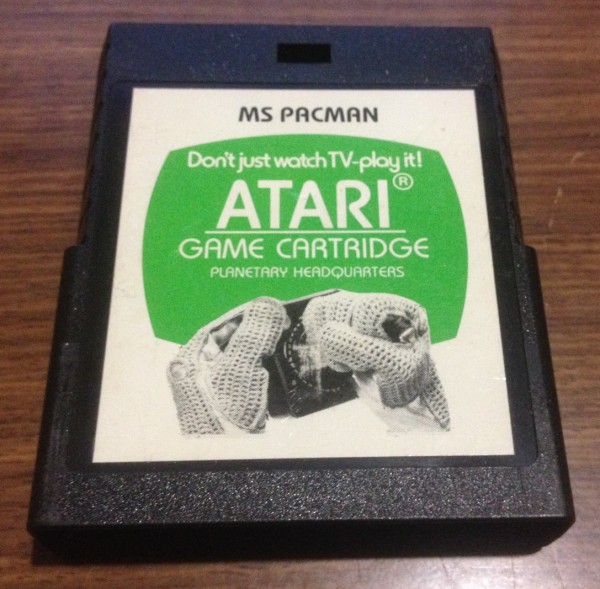 MS PACMAN
Don't just watch TV-play it!
ATARI®
GAME CARTRIDGE
PLANETARY HEADQUARTERS